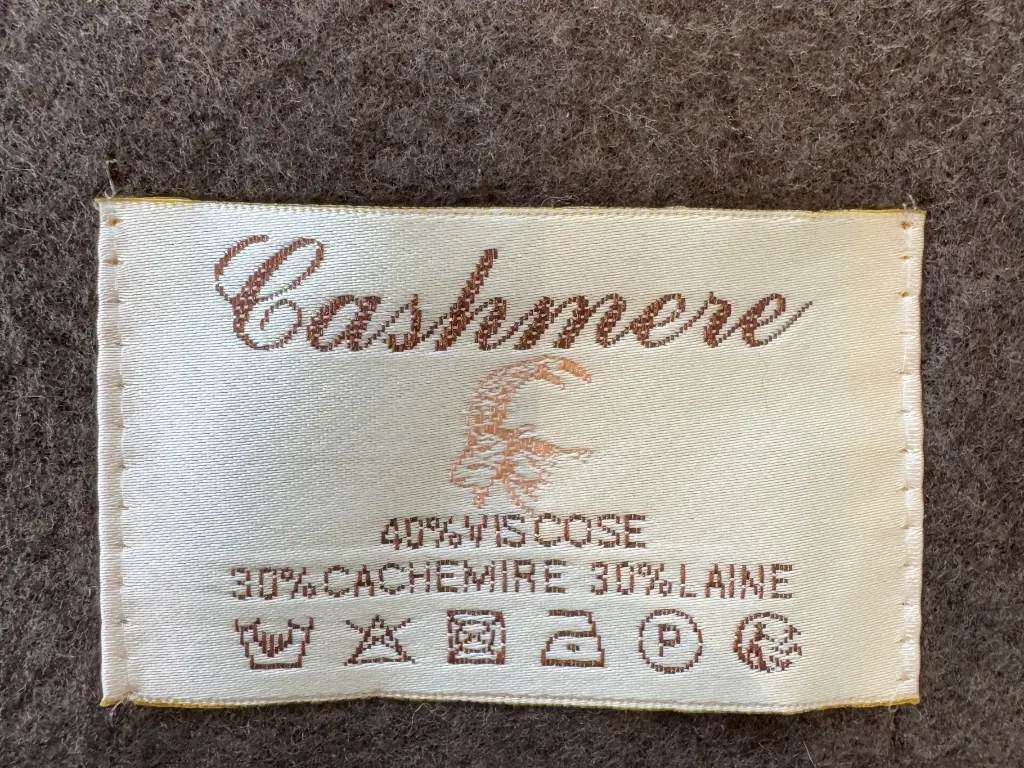 Cashmere
40% VISCOSE
30% CACHEMIRE 30% LAINE
P